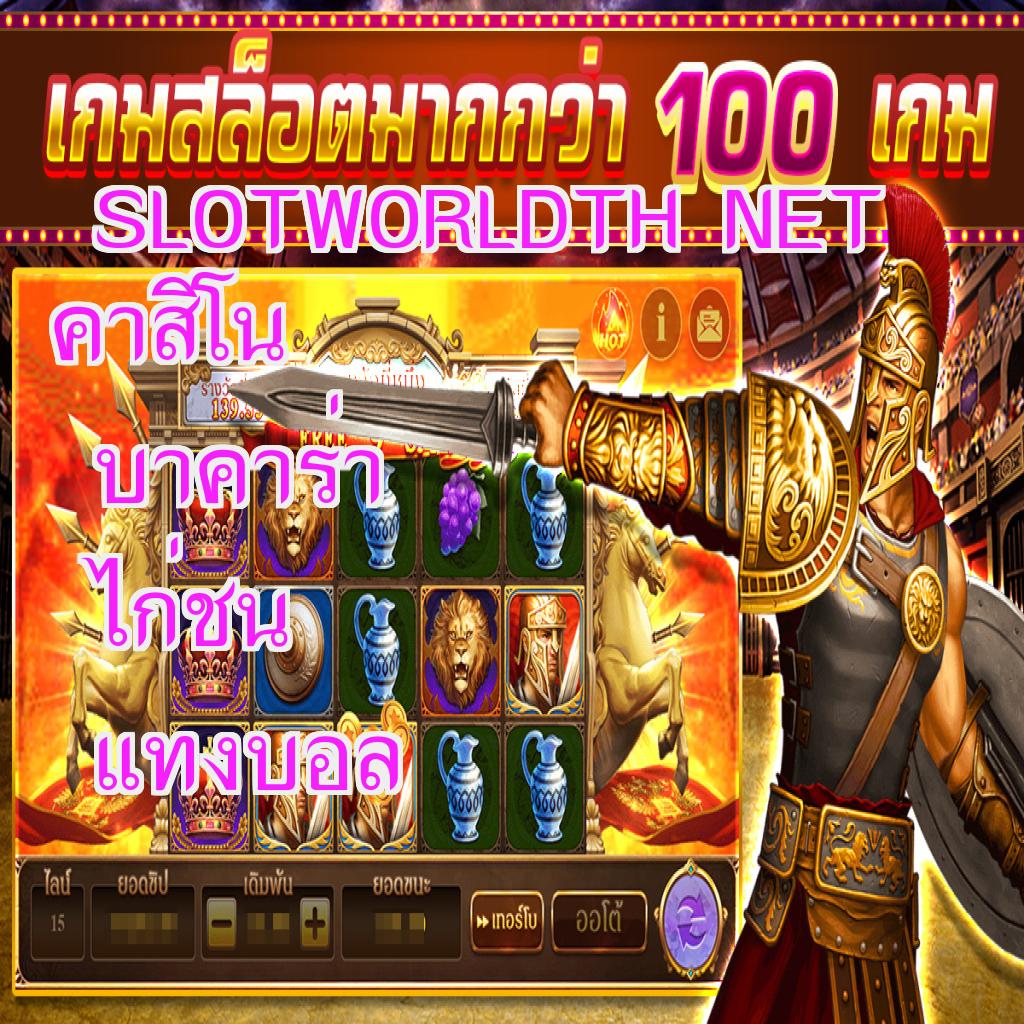 เกมสล็อตมากกว่า 100 เกม
SLOTWORLDTH NET
คาสิโน
HOT
i
139.
บาคาร่า
ไก่ชน
แทงบอล
ไลน์ ยอดชิป เดิมพัน ยอดชนะ
15 - + เทอร์โบ ออโต้